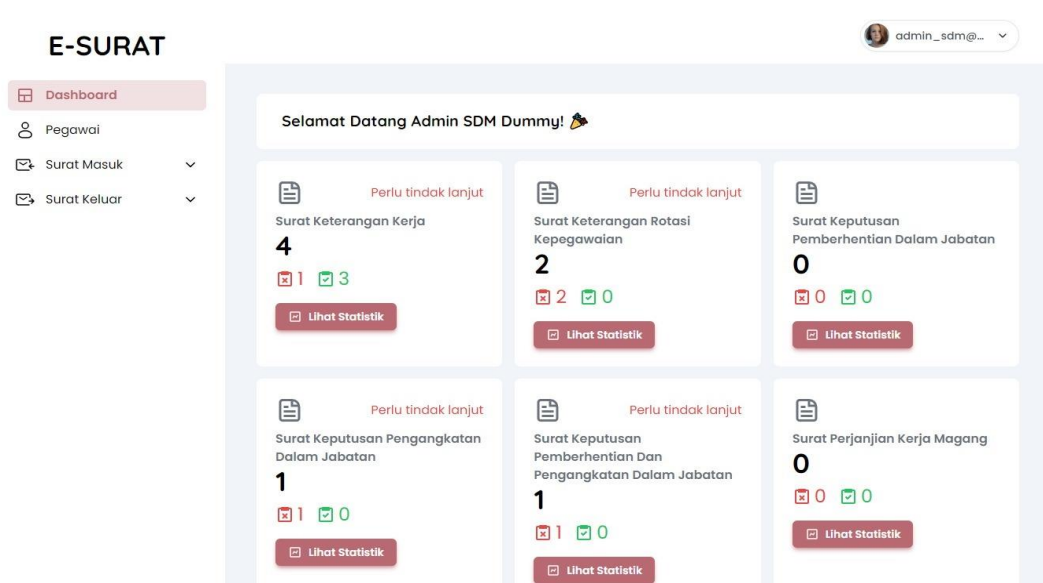 E-SURAT
admin_sdm@...
Dashboard
Pegawai
Surat Masuk
Surat Keluar
Selamat Datang Admin SDM Dummy!
Perlu tindak lanjut
Surat Keterangan Kerja
4
1 3
Lihat Statistik
Perlu tindak lanjut
Surat Keterangan Rotasi
Kepegawaian
2
2 0
Lihat Statistik
Surat Keputusan
Pemberhentian Dalam Jabatan
0
0 0
Lihat Statistik
Perlu tindak lanjut
Surat Keputusan Pengangkatan
Dalam Jabatan
1
1 0
Lihat Statistik
Perlu tindak lanjut
Surat Keputusan
Pemberhentian Dan
Pengangkatan Dalam Jabatan
1
1 0
Lihat Statistik
Surat Perjanjian Kerja Magang
0
0 0
Lihat Statistik